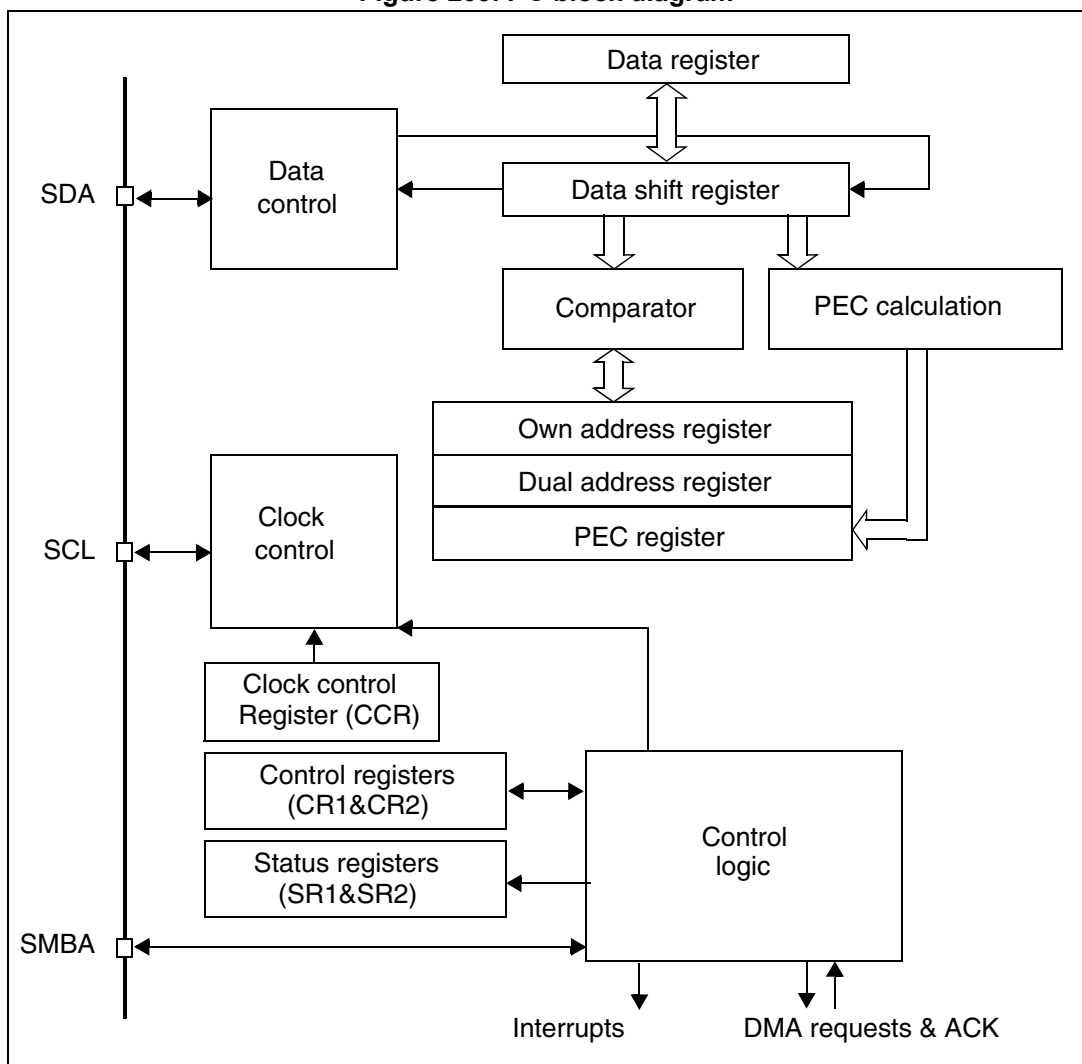 Data register
Data
control
SDA
Data shift register
Comparator
PEC calculation
Own address register
Dual address register
PEC register
Clock
control
SCL
Clock control
Register (CCR)
Control registers
(CR1&CR2)
Status registers
(SR1&SR2)
Control
logic
SMBA
Interrupts
DMA requests & ACK